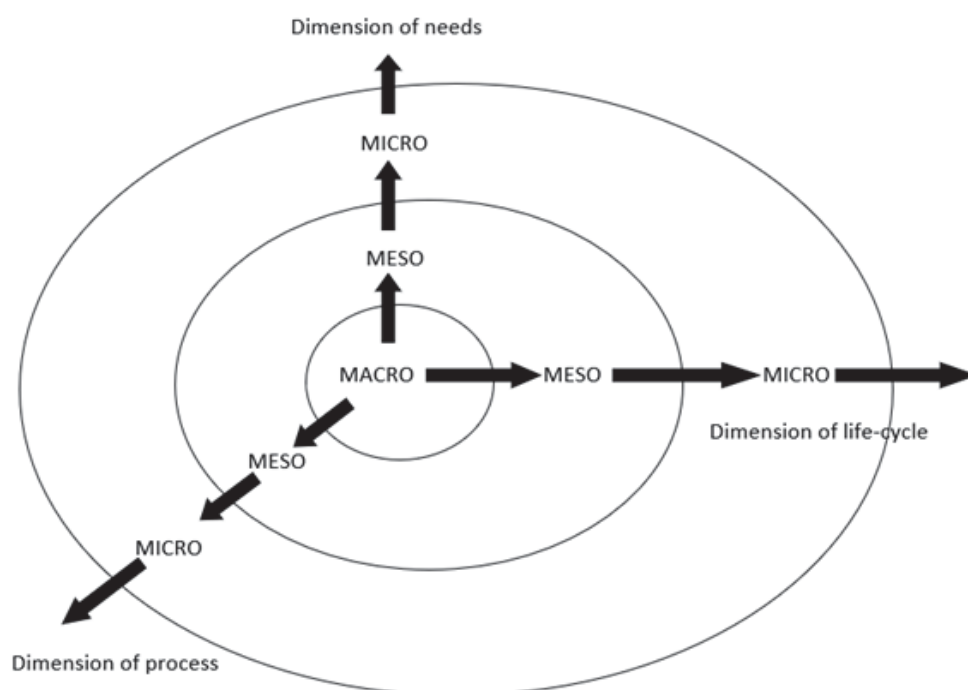 Dimension of needs
MICRO
MESO
MACRO MESO MICRO
Dimension of life-cycle
MESO
MICRO
Dimension of process